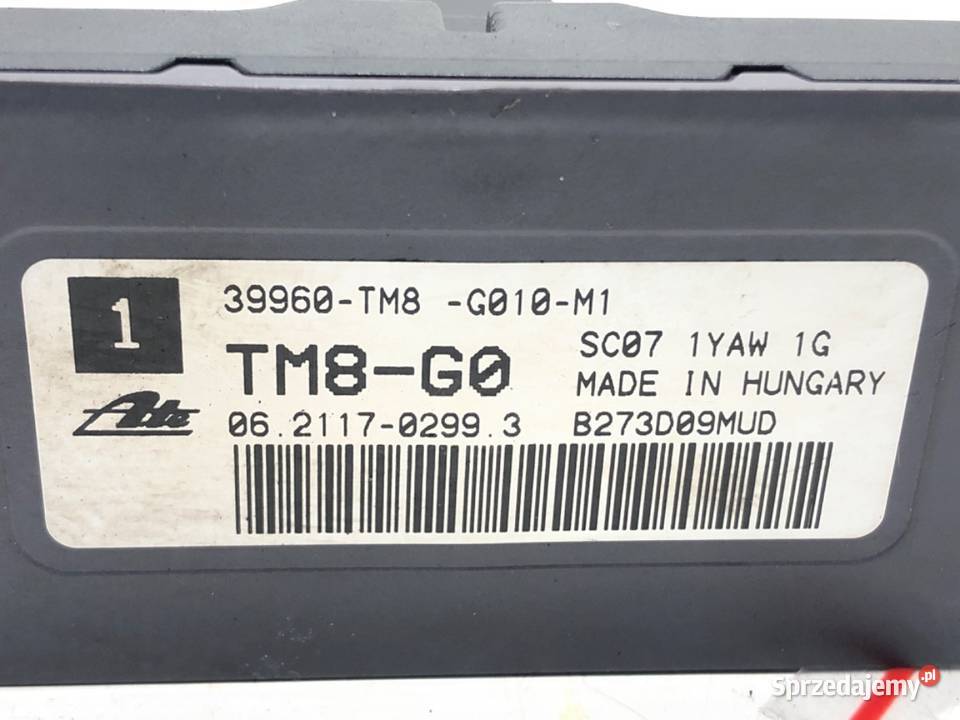 1
39960-TM8 -G010-M1
TM8-G0
SC07 1YAW 1G
MADE IN HUNGARY
Ate
06.2117-0299.3
B273D09MUD
Sprzedajemy.pl